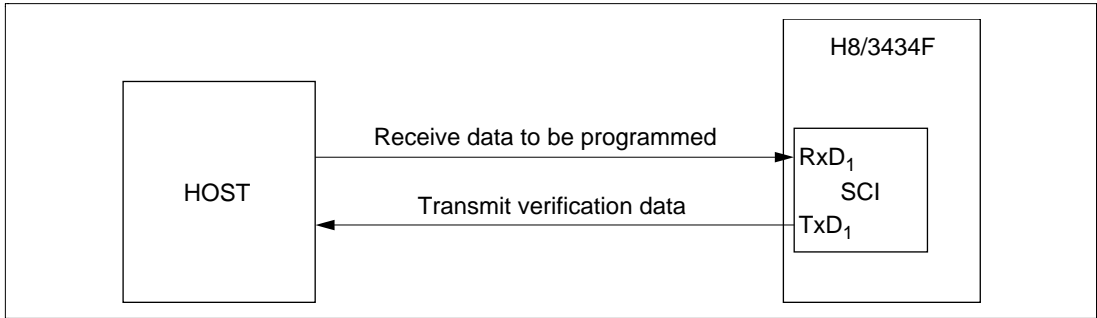 H8/3434F
Receive data to be programmed
RxD1
HOST
SCI
Transmit verification data
TxD1